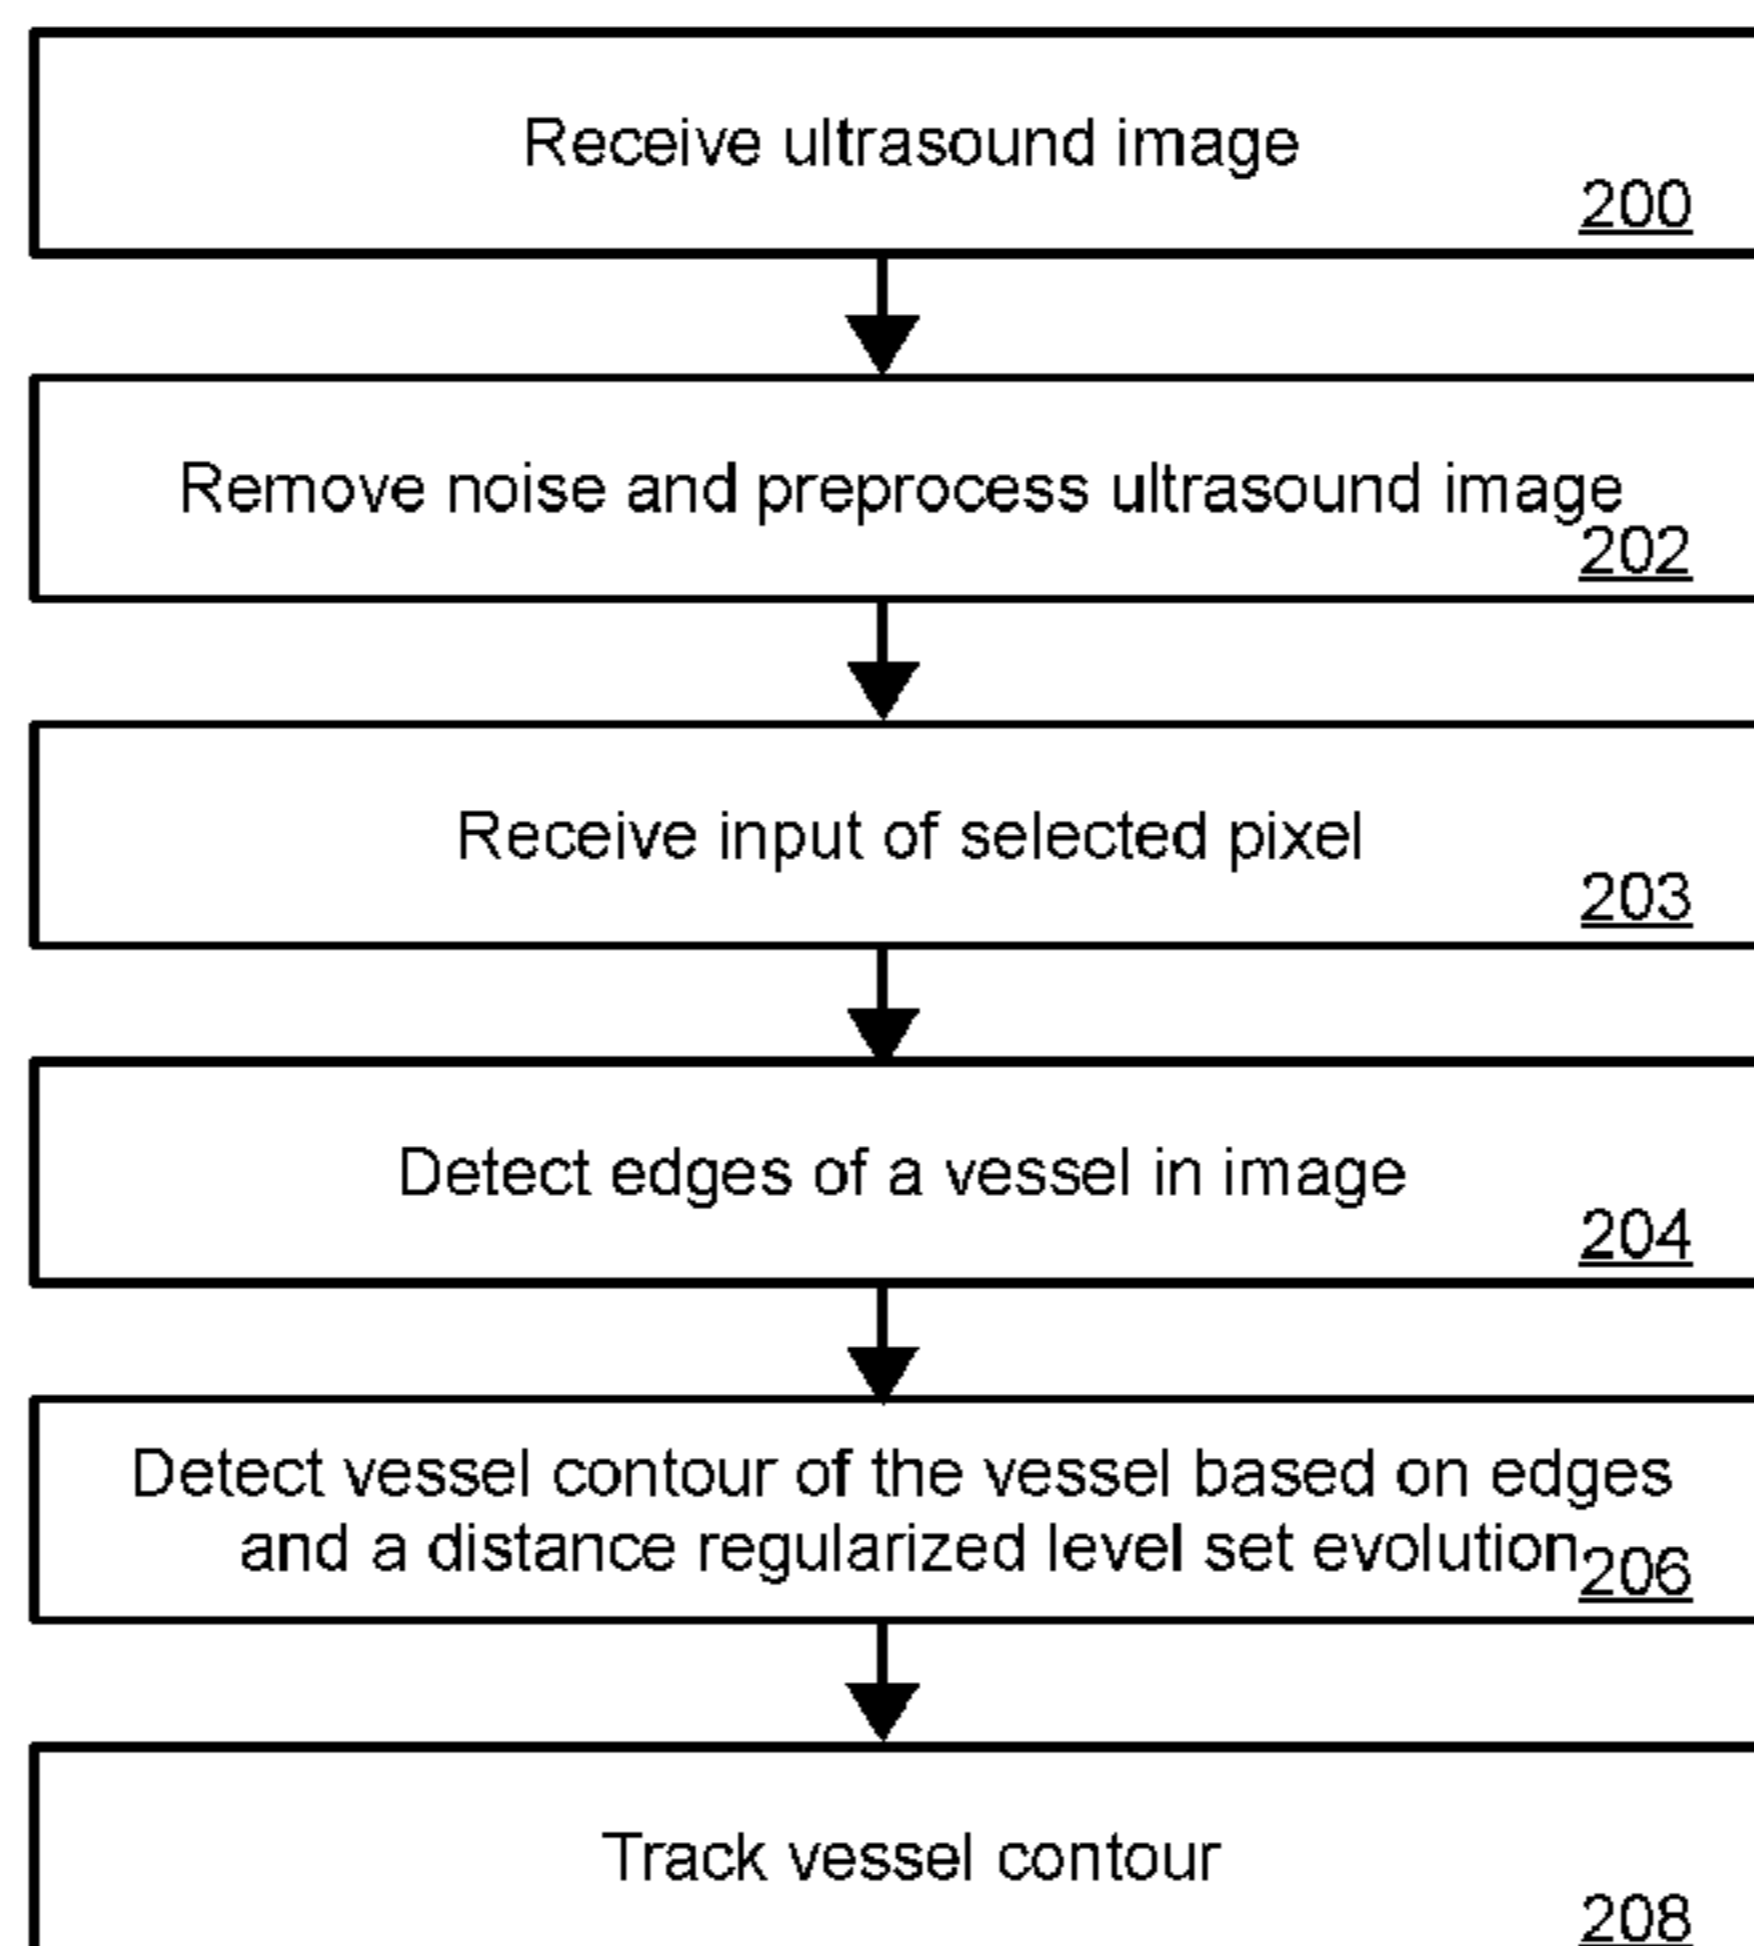 Receive ultrasound image
200
Remove noise and preprocess ultrasound image
202
Receive input of selected pixel
203
Detect edges of a vessel in image
204
Detect vessel contour of the vessel based on edges
and a distance regularized level set evolution
206
Track vessel contour
208